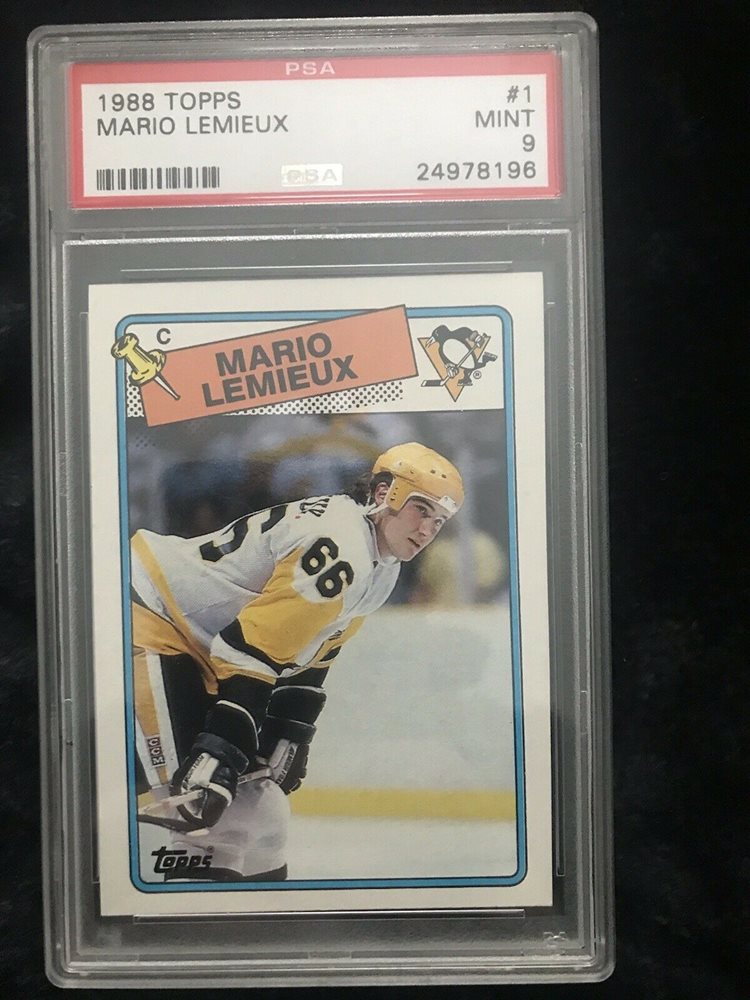 PSA
1988 TOPPS #1
MARIO LEMIEUX MINT
9
PSA 24978196
C
MARIO
LEMIEUX
®
66
CCM
TOPPS